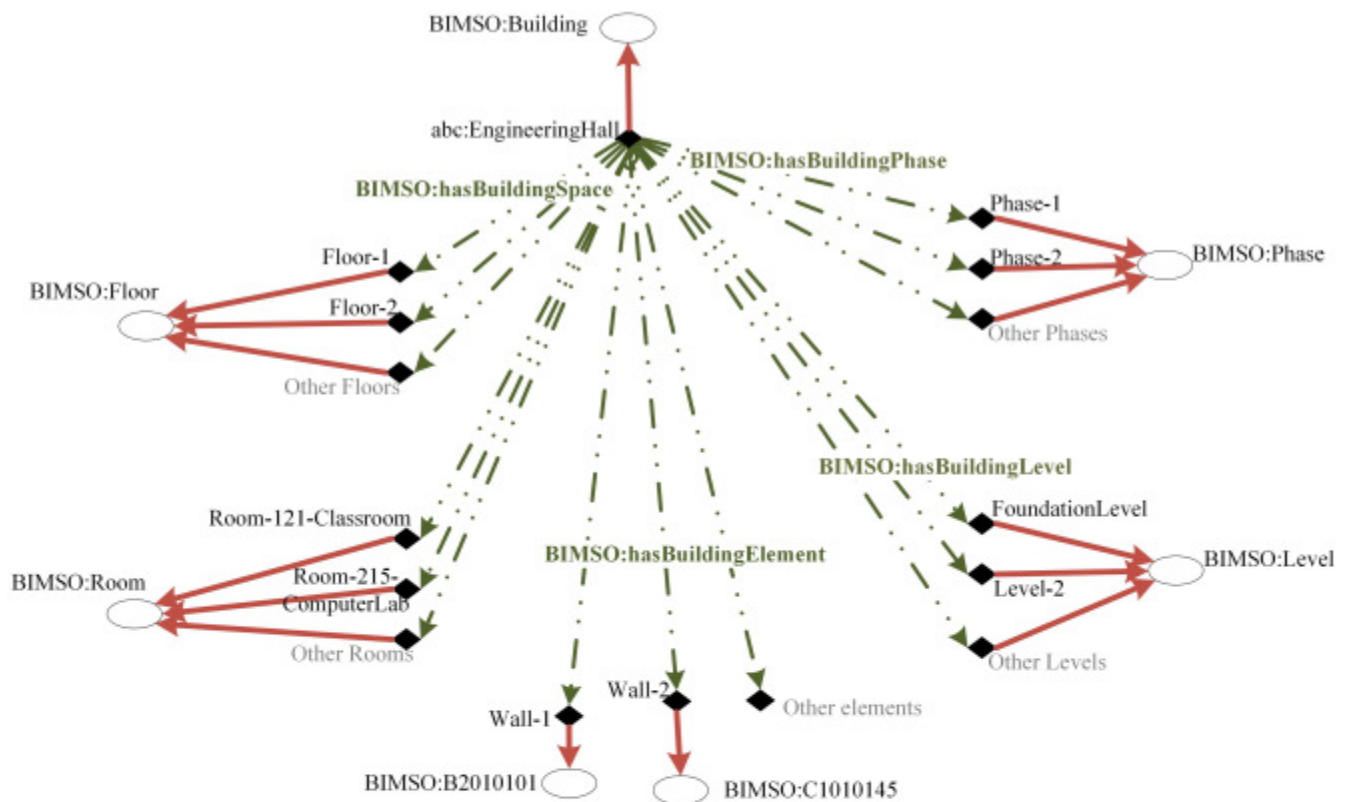 BIMSO:Building
abc:EngineeringHall
BIMSO:hasBuildingPhase
BIMSO:hasBuildingSpace
Phase-1
Phase-2
BIMSO:Phase
Other Phases
Floor-1
BIMSO:Floor
Floor-2
Other Floors
BIMSO:hasBuildingLevel
FoundationLevel
BIMSO:Level
Level-2
Other Levels
Room-121-Classroom
BIMSO:Room
Room-215-
ComputerLab
Other Rooms
BIMSO:hasBuildingElement
Wall-1
Wall-2
Other elements
BIMSO:B2010101
BIMSO:C1010145